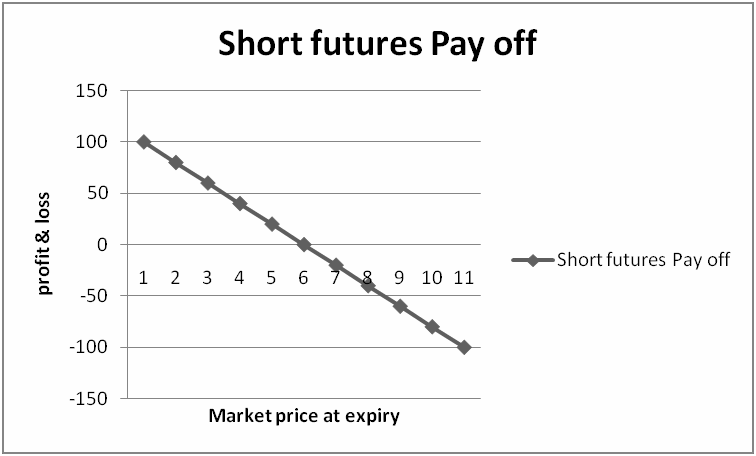 Short futures Pay off
150
100
50
0
-50
-100
-150
profit & loss
1 2 3 4 5 6 7 8 9 10 11
Market price at expiry
Short futures Pay off